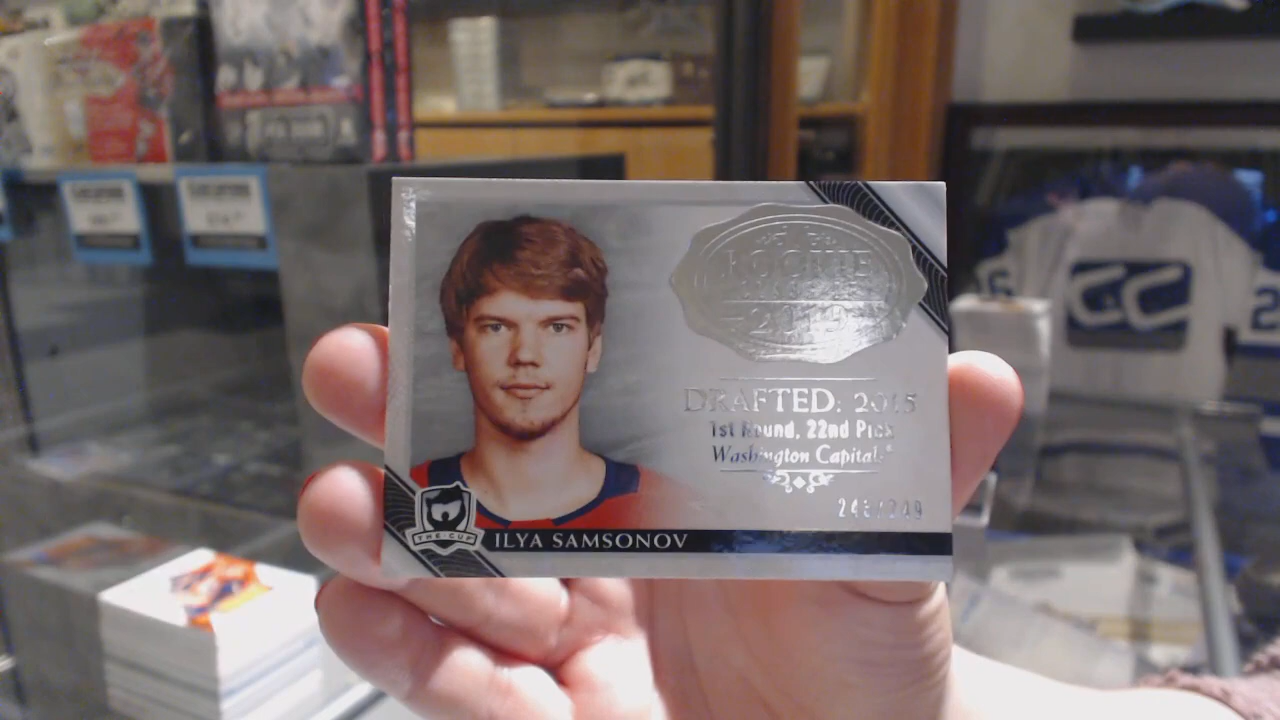 ROOKIE
2019
DRAFTED: 2015
1st Round, 22nd Pick
Washington Capitals
THE CUP
ILYA SAMSONOV